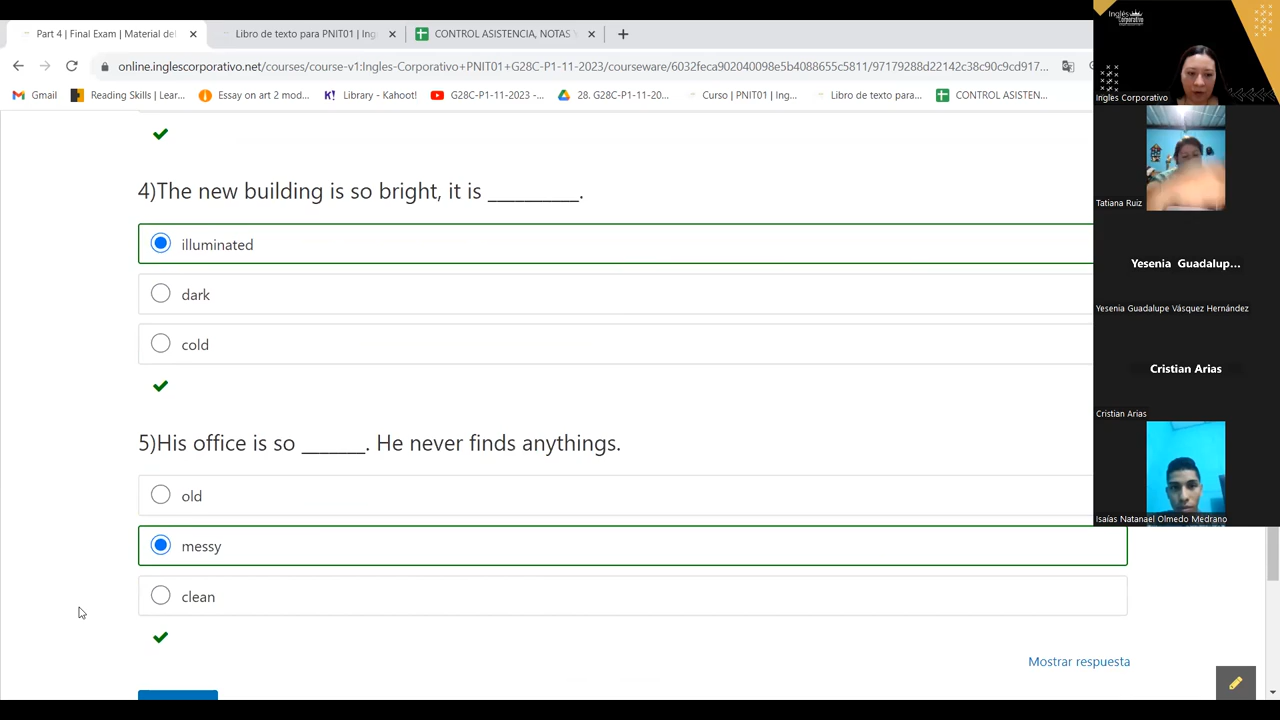 Part 4 | Final Exam | Material del
Libro de texto para PNIT01 | Ing
CONTROL ASISTENCIA, NOTAS
online.inglescorporativo.net/courses/course-v1:Ingles-Corporativo+PNIT01+G28C-P1-11-2023/courseware/6032feca902040098e5b4088655c5811/97179288d22142c38c90c9cd917...
Gmail
Reading Skills | Lear...
Essay on art 2 mod...
Library - Ka
G28C-P1-11-2023 -...
28. G28C-P1-11-20...
Curso | PNIT01 | Ing...
Libro de texto para...
CONTROL ASISTEN...
Inglés
Corporativo
Ingles Corporativo
Tatiana Ruiz
Yesenia Guadalup...
Yesenia Guadalupe Vásquez Hernández
Cristian Arias
Cristian Arias
Isaías Natanael Olmedo Medrano
4)The new building is so bright, it is __________.
illuminated
dark
cold
5)His office is so _______. He never finds anythings.
old
messy
clean
Mostrar respuesta